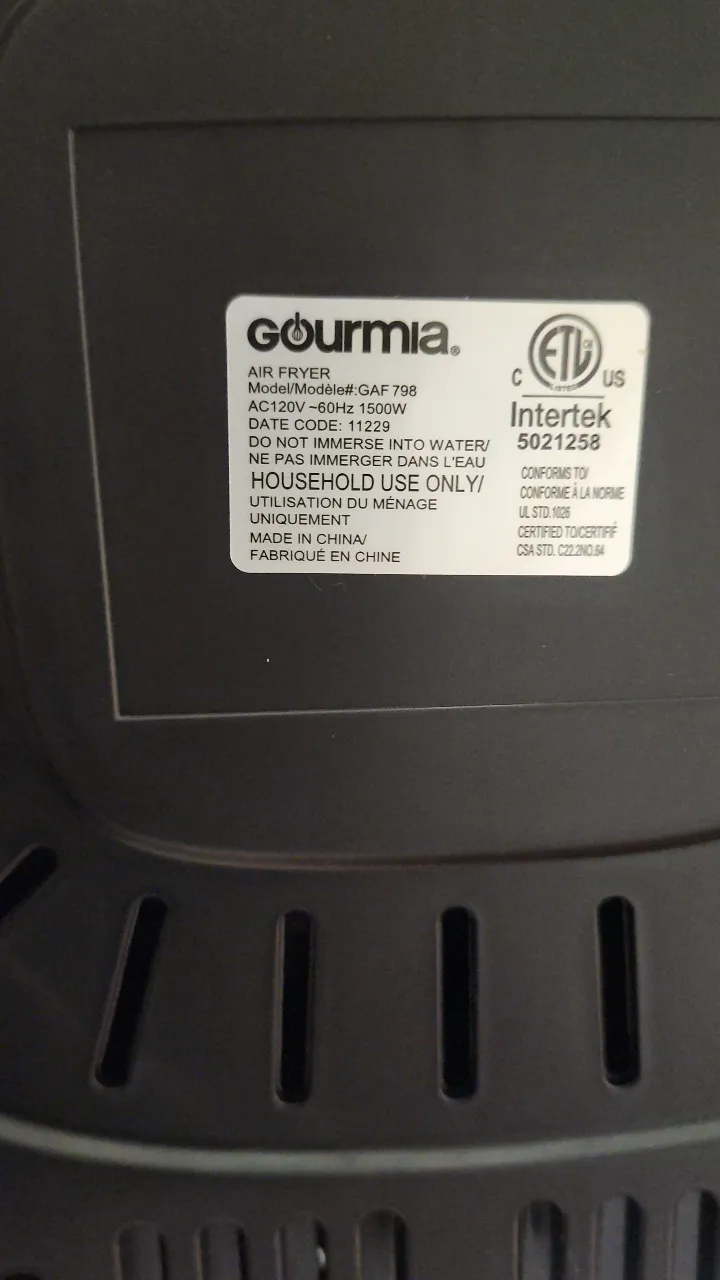 Gourmia®
AIR FRYER
Model/Modèle#:GAF 798
AC120V ~60Hz 1500W
DATE CODE: 11229
DO NOT IMMERSE INTO WATER/
NE PAS IMMERGER DANS L'EAU
HOUSEHOLD USE ONLY/
UTILISATION DU MÉNAGE
UNIQUEMENT
MADE IN CHINA/
FABRIQUÉ EN CHINE
ETL CM
LISTED
C US
Intertek
5021258
CONFORMS TO/
CONFORME À LA NORME
UL STD.1026
CERTIFIED TO/CERTIFIÉ
CSA STD. C22.2NO.64